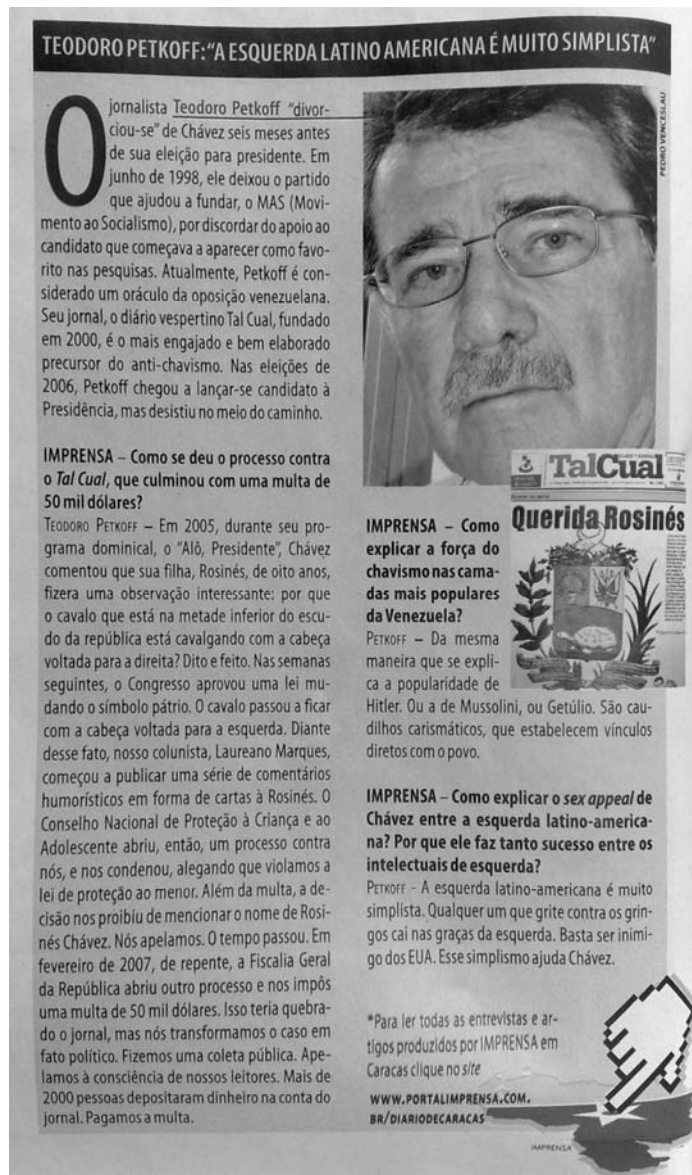 TEODORO PETKOFF: "A ESQUERDA LATINO AMERICANA É MUITO SIMPLISTA"
O jornalista Teodoro Petkoff "divor-
ciou-se" de Chávez seis meses antes
de sua eleição para presidente. Em
junho de 1998, ele deixou o partido
que ajudou a fundar, o MAS (Movi-
mento ao Socialismo), por discordar do apoio ao
candidato que começava a aparecer como favo-
rito nas pesquisas. Atualmente, Petkoff é con-
siderado um oráculo da oposição venezuelana.
Seu jornal, o diário vespertino Tal Cual, fundado
em 2000, é o mais engajado e bem elaborado
precursor do anti-chavismo. Nas eleições de
2006, Petkoff chegou a lançar-se candidato à
Presidência, mas desistiu no meio do caminho.
IMPRENSA – Como se deu o processo contra
o Tal Cual, que culminou com uma multa de
50 mil dólares?
TEODORO PETKOFF – Em 2005, durante seu pro-
grama dominical, o "Alô, Presidente", Chávez
comentou que sua filha, Rosinés, de oito anos,
fizera uma observação interessante: por que
o cavalo que está na metade inferior do escu-
do da república está cavalgando com a cabeça
voltada para a direita? Dito e feito. Nas semanas
seguintes, o Congresso aprovou uma lei mu-
dando o símbolo pátrio. O cavalo passou a ficar
com a cabeça voltada para a esquerda. Diante
desse fato, nosso colunista, Laureano Marques,
começou a publicar uma série de comentários
humorísticos em forma de cartas à Rosinés. O
Conselho Nacional de Proteção à Criança e ao
Adolescente abriu, então, um processo contra
nós, e nos condenou, alegando que violamos a
lei de proteção ao menor. Além da multa, a de-
cisão nos proibiu de mencionar o nome de Rosi-
nés Chávez. Nós apelamos. O tempo passou. Em
fevereiro de 2007, de repente, a Fiscalia Geral
da República abriu outro processo e nos impôs
uma multa de 50 mil dólares. Isso teria quebra-
do o jornal, mas nós transformamos o caso em
fato político. Fizemos uma coleta pública. Ape-
lamos à consciência de nossos leitores. Mais de
2000 pessoas depositaram dinheiro na conta do
jornal. Pagamos a multa.
PEDRO VENCESLAU
TalCual
Querida Rosinés
IMPRENSA – Como
explicar a força do
chavismo nas cama-
das mais populares
da Venezuela?
PETKOFF – Da mesma
maneira que se expli-
ca a popularidade de
Hitler. Ou a de Mussolini, ou Getúlio. São cau-
dilhos carismáticos, que estabelecem vínculos
diretos com o povo.
IMPRENSA – Como explicar o sex appeal de
Chávez entre a esquerda latino-america-
na? Por que ele faz tanto sucesso entre os
intelectuais de esquerda?
PETKOFF - A esquerda latino-americana é muito
simplista. Qualquer um que grite contra os grin-
gos cai nas graças da esquerda. Basta ser inimi-
go dos EUA. Esse simplismo ajuda Chávez.
*Para ler todas as entrevistas e ar-
tigos produzidos por IMPRENSA em
Caracas clique no site
WWW.PORTALIMPRENSA.COM.
BR/DIARIODECARACAS
IMPRENSA